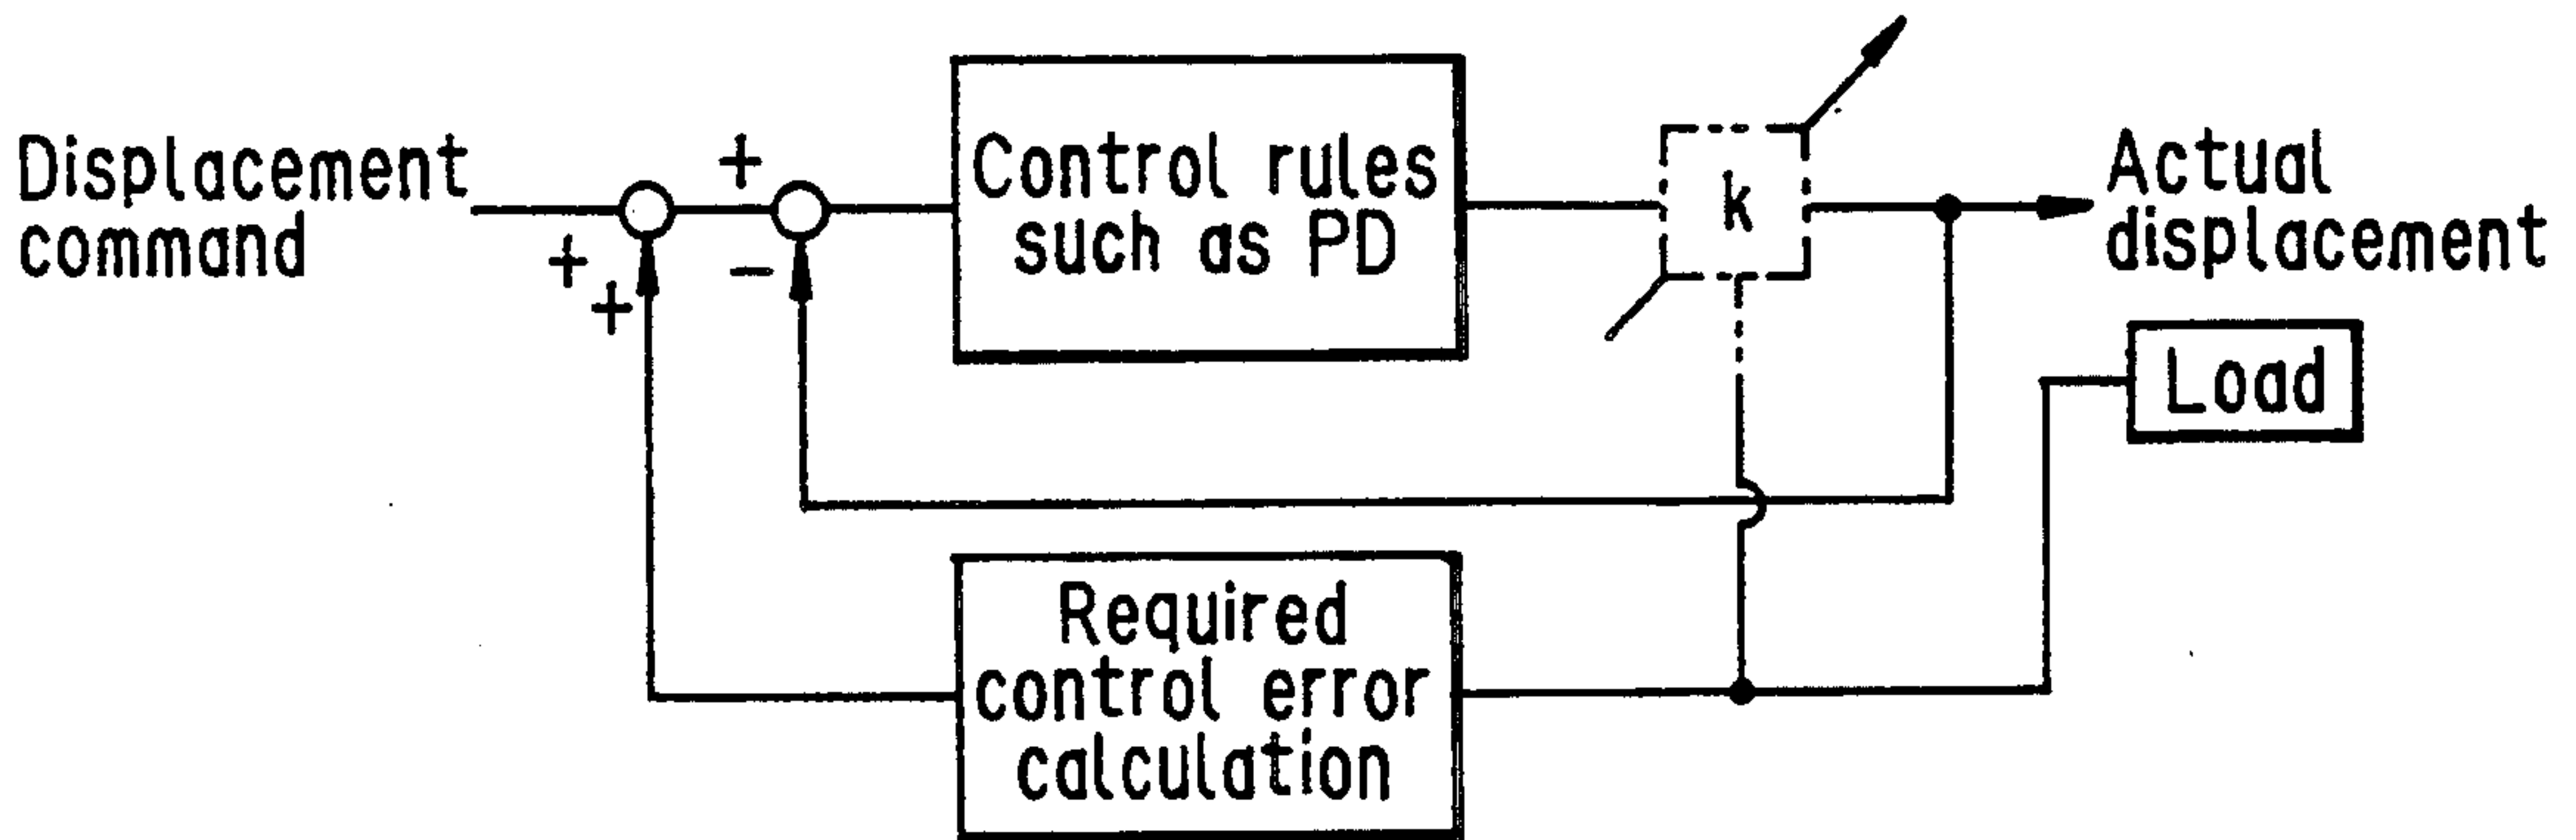 Displacement
command
+
+
+
-
Control rules
such as PD
k
Actual
displacement
Load
Required
control error
calculation